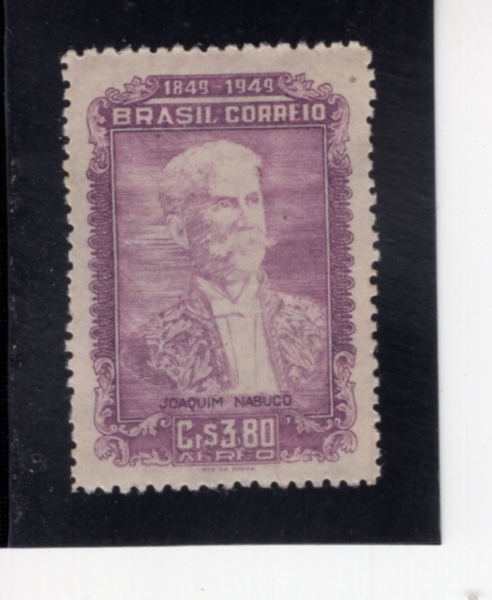 1849-1949
BRASIL CORREIO
JOAQUIM NABUCO
Cr$3,80
AÉREO